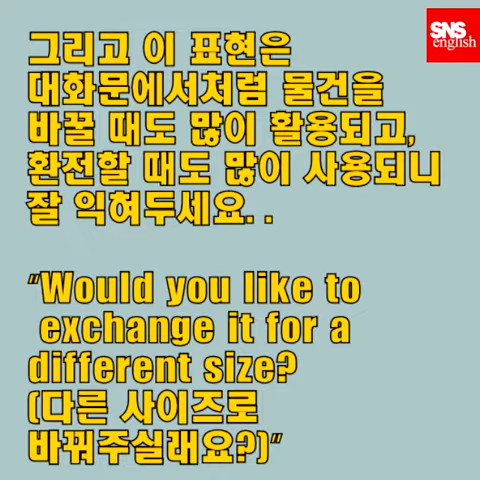 SNS
english
그리고 이 표현은
대화문에서처럼 물건을
바꿀 때도 많이 활용되고,
환전할 때도 많이 사용되니
잘 익혀두세요. .
"Would you like to
exchange it for a
different size?
(다른 사이즈로
바꿔주실래요?)"